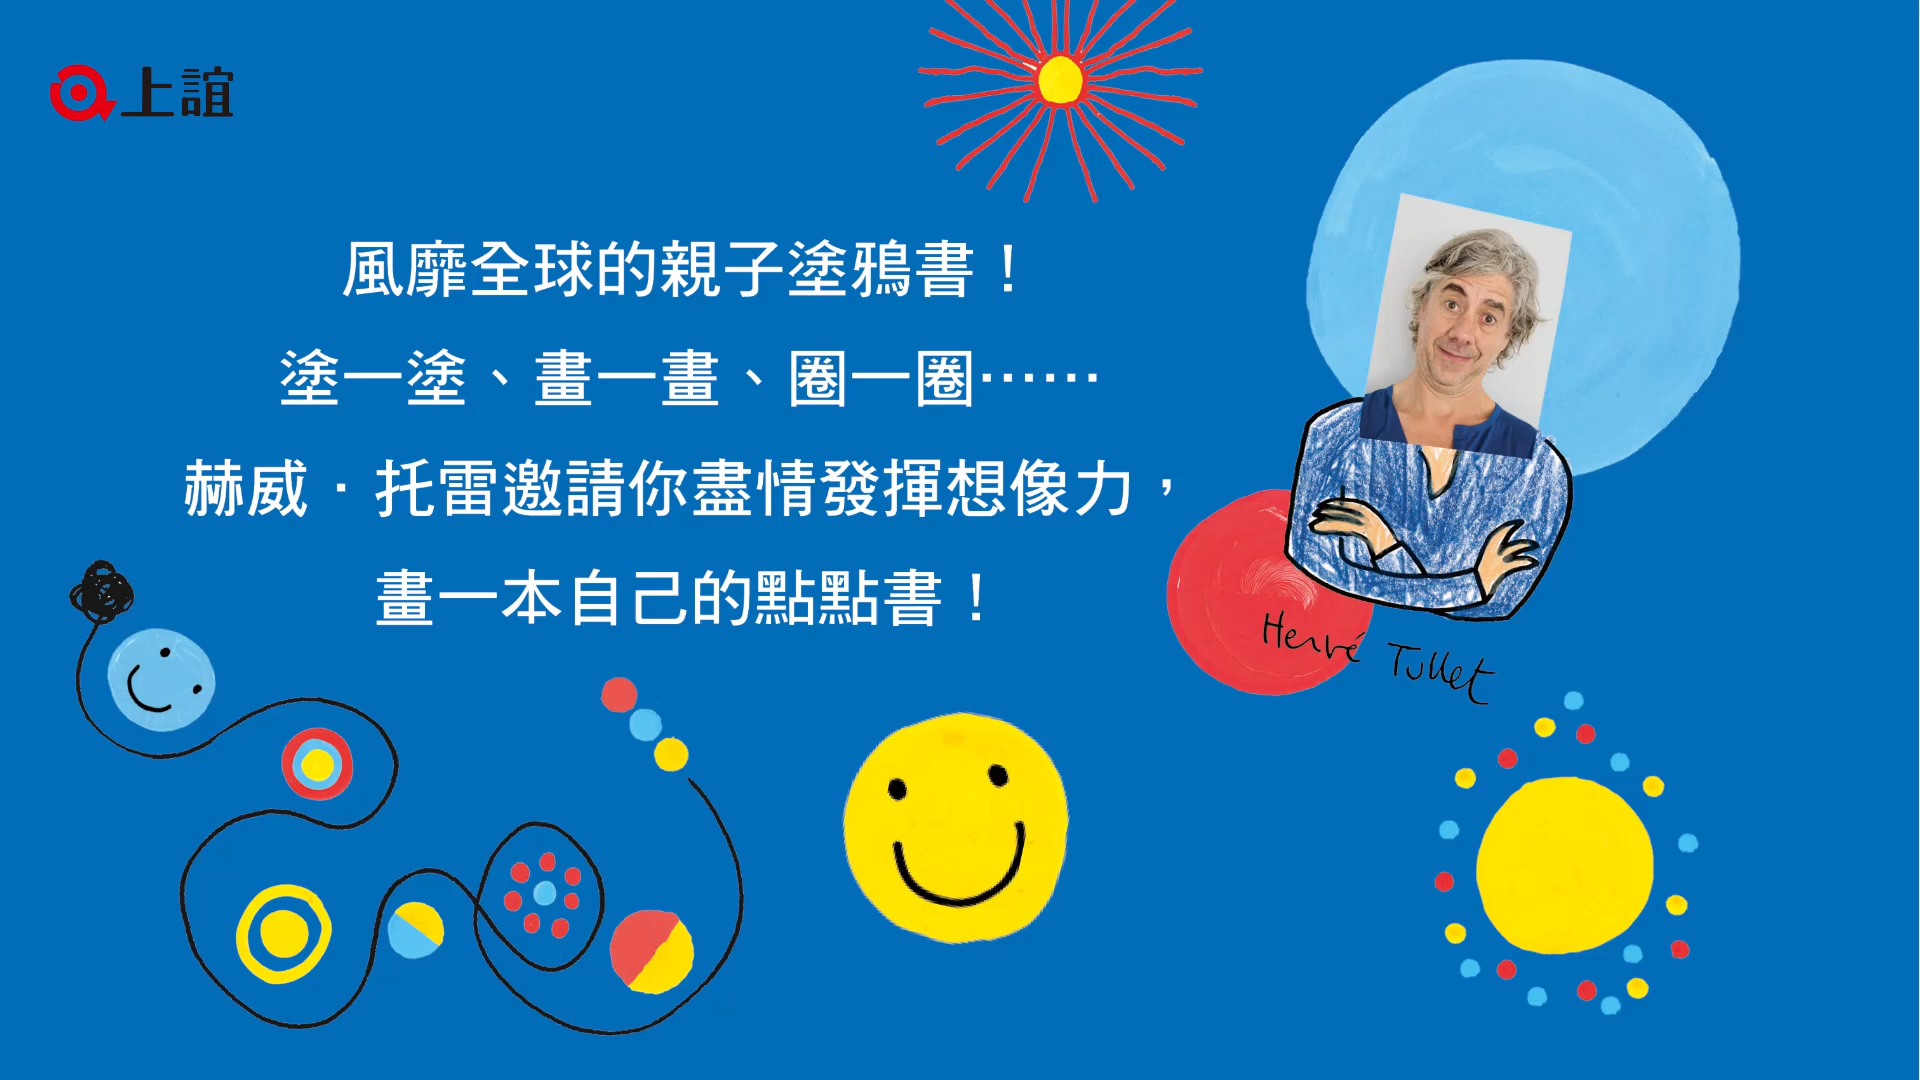 上誼
風靡全球的親子塗鴉書！
塗一塗、畫一畫、圈一圈……
赫威．托雷邀請你盡情發揮想像力，
畫一本自己的點點書！
Hervé Tullet